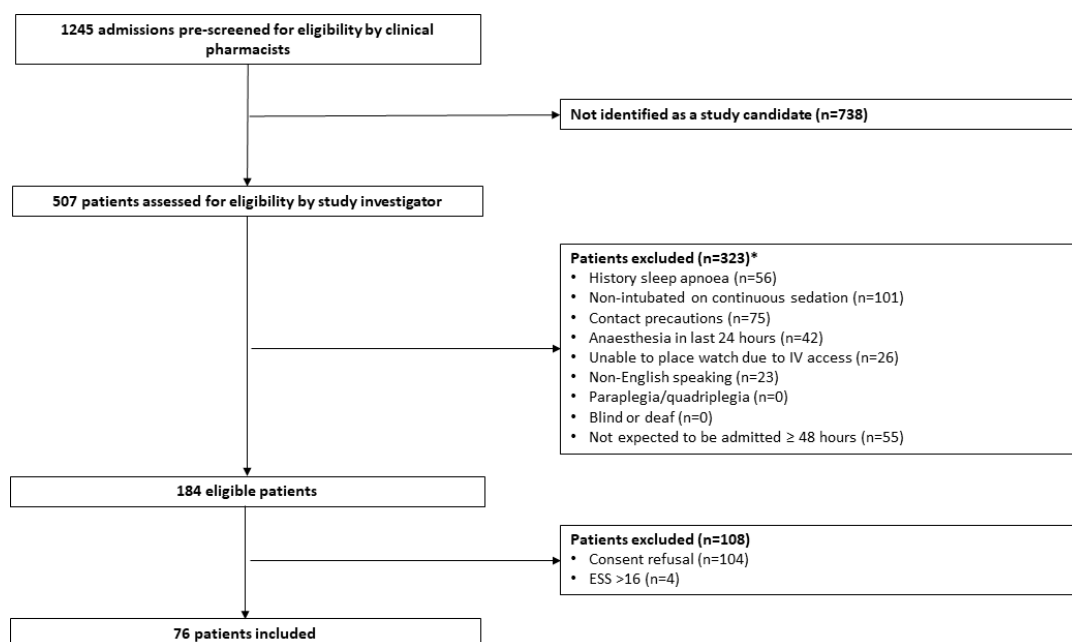 1245 admissions pre-screened for eligibility by clinical
pharmacists
Not identified as a study candidate (n=738)
507 patients assessed for eligibility by study investigator
Patients excluded (n=323)*
• History sleep apnoea (n=56)
• Non-intubated on continuous sedation (n=101)
• Contact precautions (n=75)
• Anaesthesia in last 24 hours (n=42)
• Unable to place watch due to IV access (n=26)
• Non-English speaking (n=23)
• Paraplegia/quadriplegia (n=0)
• Blind or deaf (n=0)
• Not expected to be admitted ≥ 48 hours (n=55)
184 eligible patients
Patients excluded (n=108)
• Consent refusal (n=104)
• ESS >16 (n=4)
76 patients included